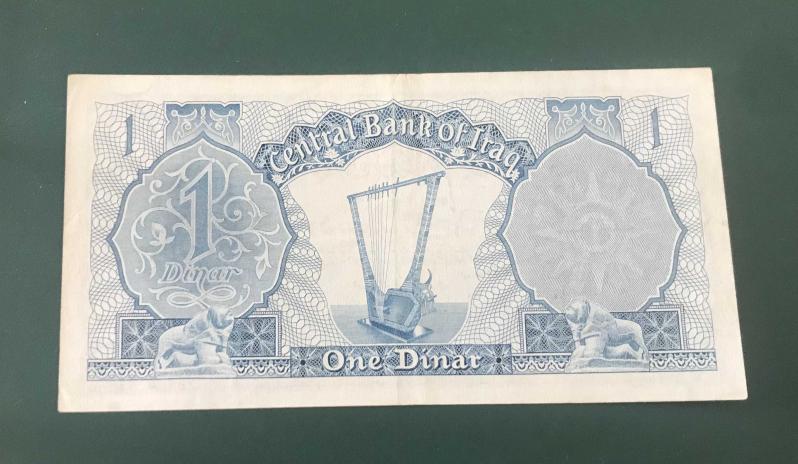 1
Central Bank of Iraq
1
1
Dinar
One Dinar